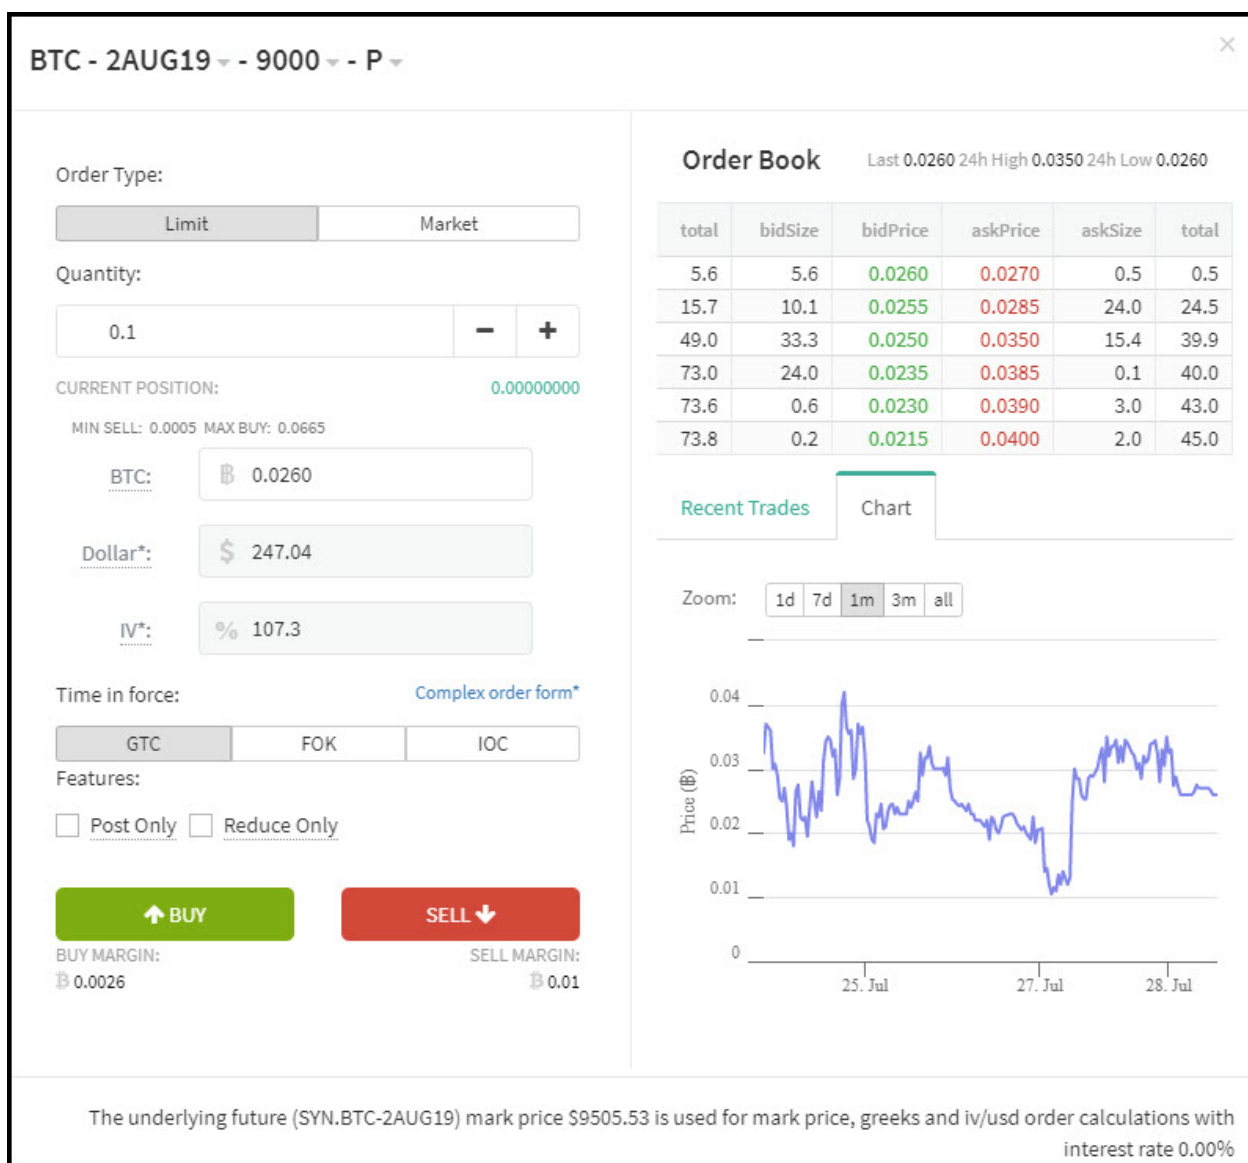 BTC - 2AUG19 - 9000 - P
×
Order Type:
Limit Market
Quantity:
0.1 − +
CURRENT POSITION: 0.00000000
MIN SELL: 0.0005 MAX BUY: 0.0665
BTC: ₿ 0.0260
Dollar*: $ 247.04
IV*: % 107.3
Time in force: Complex order form*
GTC FOK IOC
Features:
Post Only Reduce Only
BUY SELL
BUY MARGIN: SELL MARGIN:
₿ 0.0026 ₿ 0.01
Order Book Last 0.0260 24h High 0.0350 24h Low 0.0260
total bidSize bidPrice askPrice askSize total
5.6 5.6 0.0260 0.0270 0.5 0.5
15.7 10.1 0.0255 0.0285 24.0 24.5
49.0 33.3 0.0250 0.0350 15.4 39.9
73.0 24.0 0.0235 0.0385 0.1 40.0
73.6 0.6 0.0230 0.0390 3.0 43.0
73.8 0.2 0.0215 0.0400 2.0 45.0
Recent Trades Chart
Zoom: 1d 7d 1m 3m all
Price (₿)
0.04
0.03
0.02
0.01
0
25. Jul 27. Jul 28. Jul
The underlying future (SYN.BTC-2AUG19) mark price $9505.53 is used for mark price, greeks and iv/usd order calculations with
interest rate 0.00%